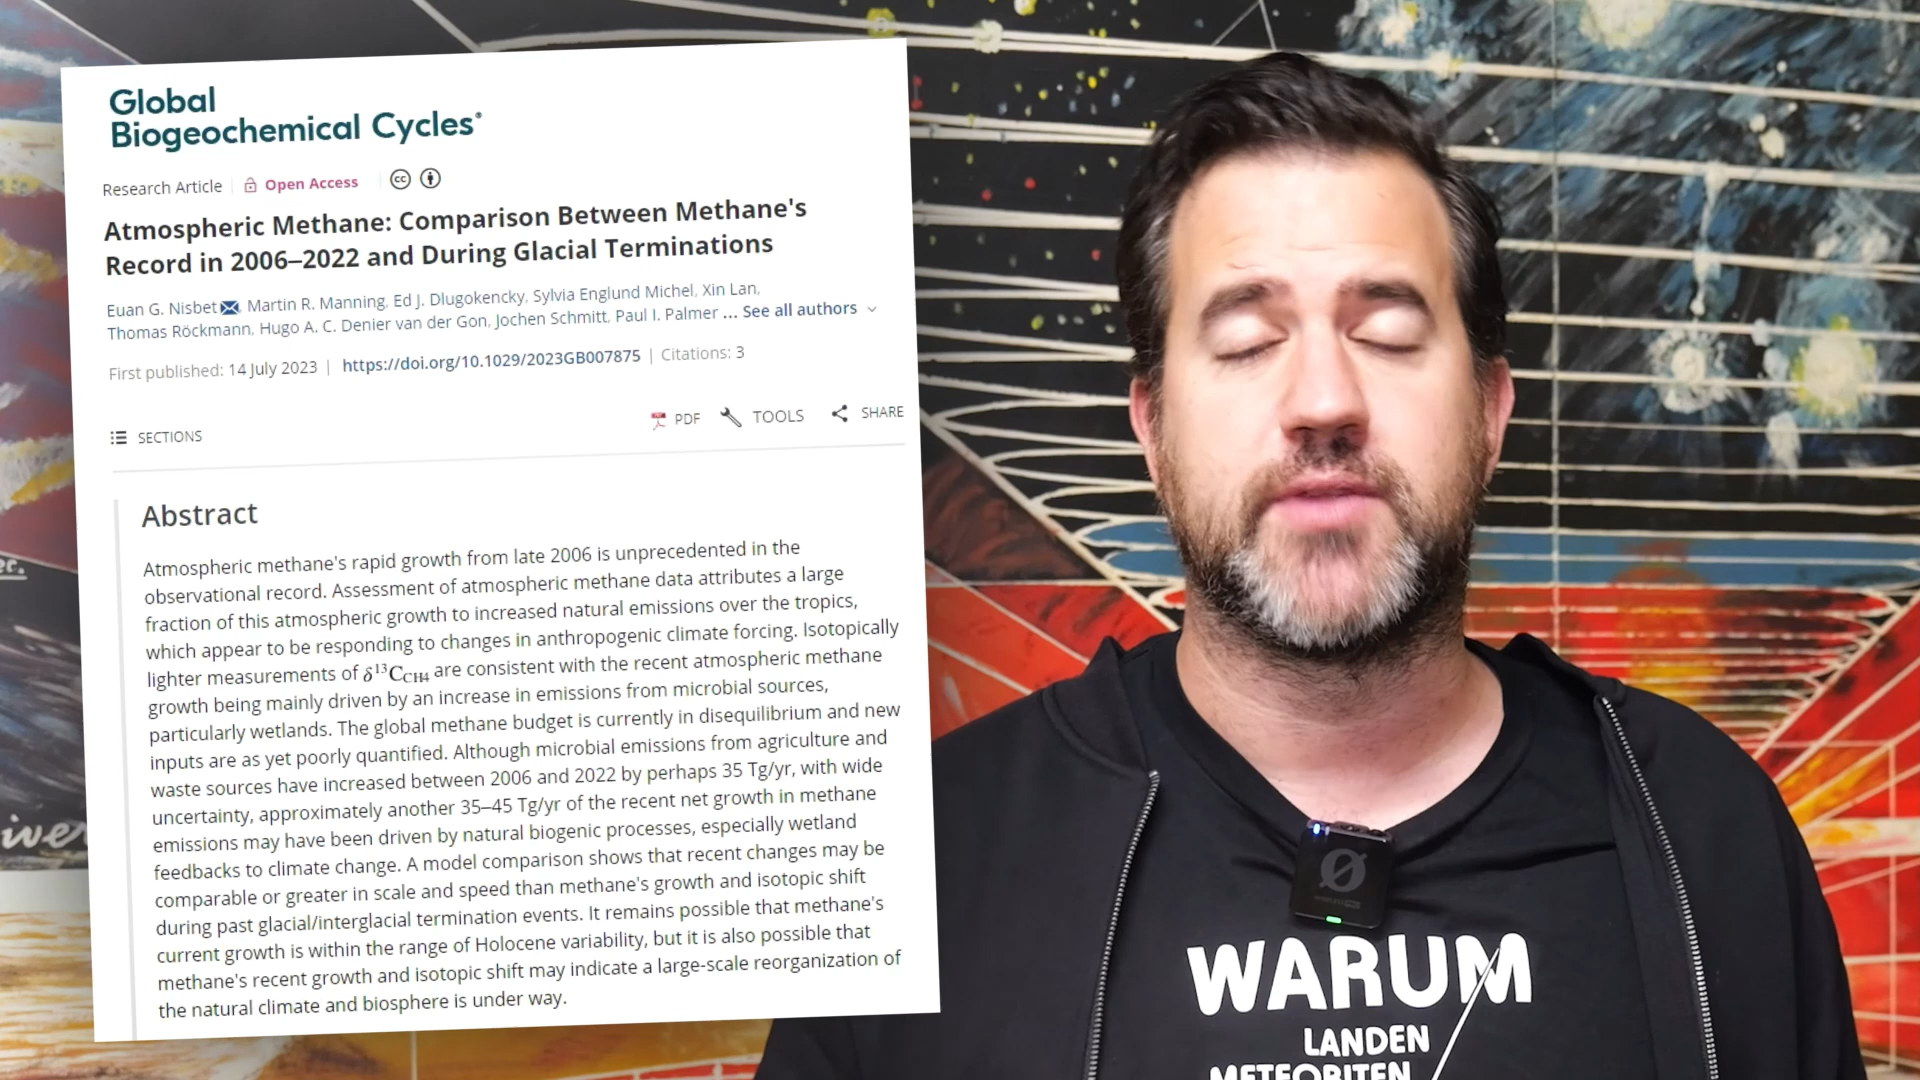 Global
Biogeochemical Cycles®
Research Article
Open Access
Atmospheric Methane: Comparison Between Methane's
Record in 2006–2022 and During Glacial Terminations
Euan G. Nisbet, Martin R. Manning, Ed J. Dlugokencky, Sylvia Englund Michel, Xin Lan,
Thomas Röckmann, Hugo A. C. Denier van der Gon, Jochen Schmitt, Paul I. Palmer ... See all authors
First published: 14 July 2023 | https://doi.org/10.1029/2023GB007875 | Citations: 3
PDF TOOLS SHARE
SECTIONS
Abstract
Atmospheric methane's rapid growth from late 2006 is unprecedented in the
observational record. Assessment of atmospheric methane data attributes a large
fraction of this atmospheric growth to increased natural emissions over the tropics,
which appear to be responding to changes in anthropogenic climate forcing. Isotopically
lighter measurements of δ¹³C_CH4 are consistent with the recent atmospheric methane
growth being mainly driven by an increase in emissions from microbial sources,
particularly wetlands. The global methane budget is currently in disequilibrium and new
inputs are as yet poorly quantified. Although microbial emissions from agriculture and
waste sources have increased between 2006 and 2022 by perhaps 35 Tg/yr, with wide
uncertainty, approximately another 35–45 Tg/yr of the recent net growth in methane
emissions may have been driven by natural biogenic processes, especially wetland
feedbacks to climate change. A model comparison shows that recent changes may be
comparable or greater in scale and speed than methane's growth and isotopic shift
during past glacial/interglacial termination events. It remains possible that methane's
current growth is within the range of Holocene variability, but it is also possible that
methane's recent growth and isotopic shift may indicate a large-scale reorganization of
the natural climate and biosphere is under way.
WARUM
LANDEN
METEORITEN